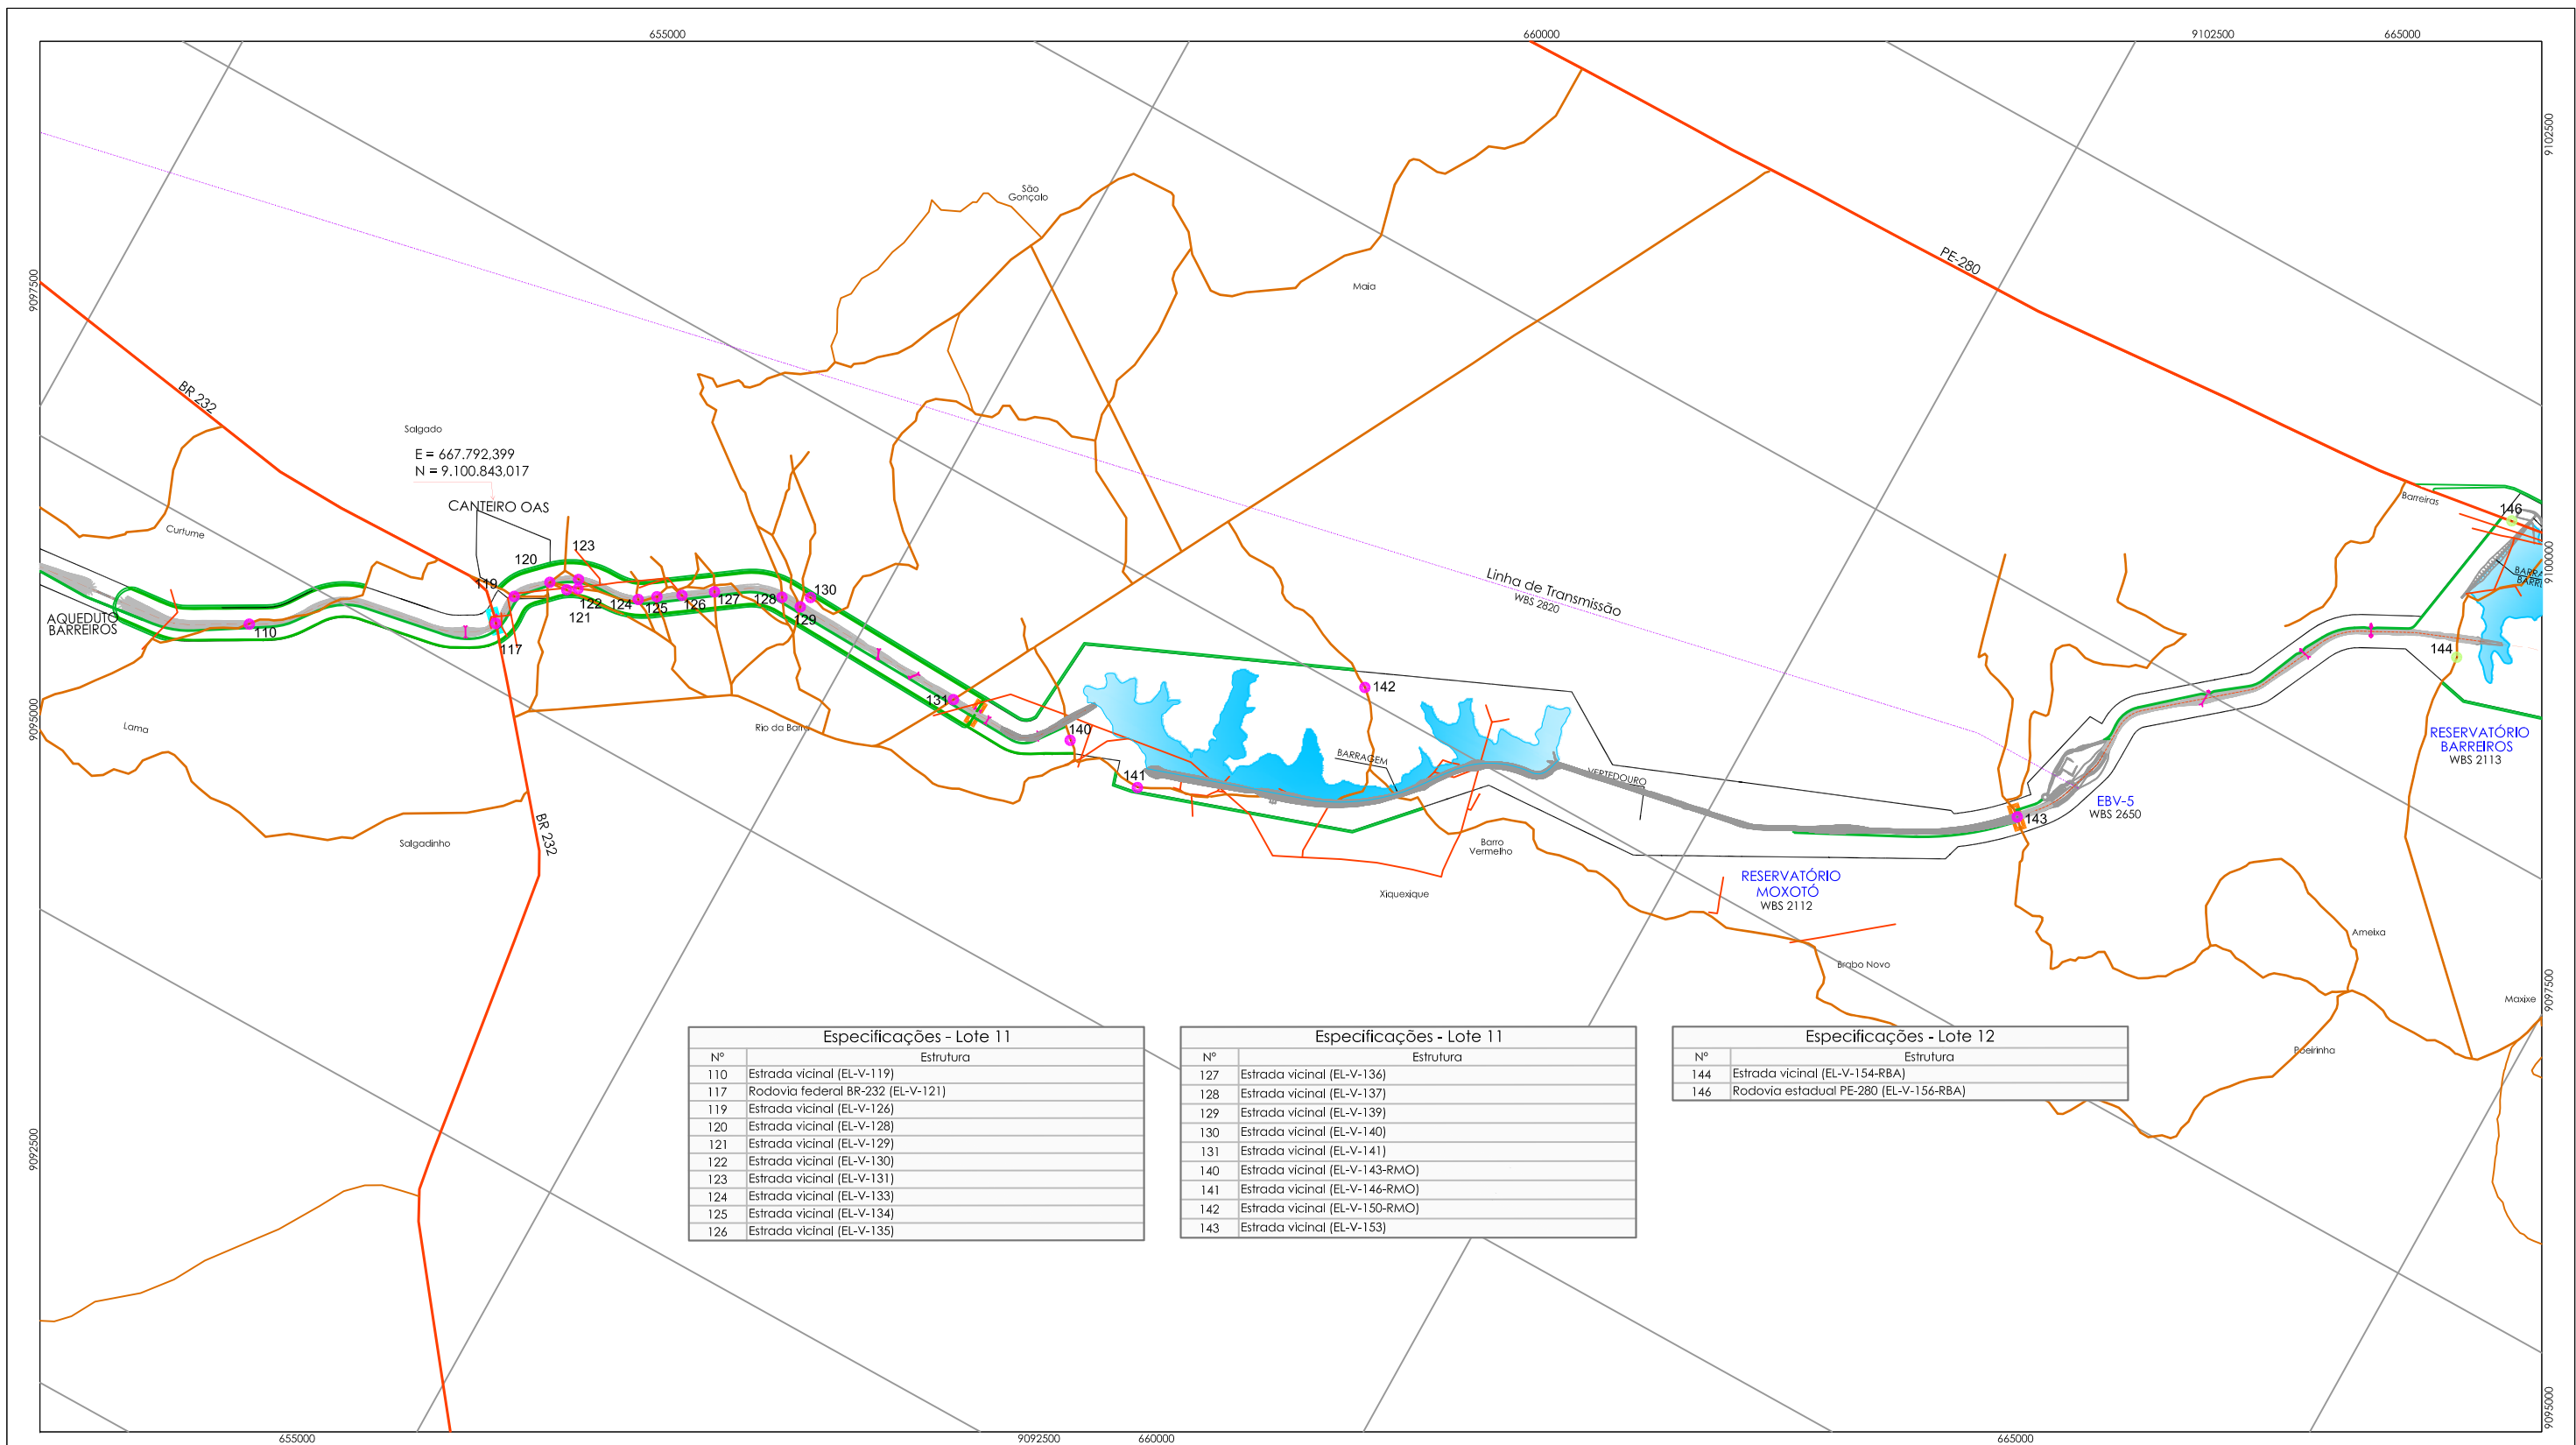 655000
660000
9102500
665000
9097500
9102500
São
Gonçalo
Maia
PE-280
BR 232
Salgado
E = 667.792,399
N = 9.100.843,017
CANTEIRO OAS
Curtume
Barreiras
146
9100000
119
120
123
122
121
124
125
126
127
128
129
130
Linha de Transmissão
WBS 2820
AQUEDUTO
BARREIROS
110
117
9095000
Lama
Rio da Barra
131
140
141
142
BARRAGEM
VERTEDOURO
144
RESERVATÓRIO
BARREIROS
WBS 2113
EBV-5
WBS 2650
143
Salgadinho
BR 232
Barro
Vermelho
Xiquexique
RESERVATÓRIO
MOXOTÓ
WBS 2112
Ameixa
Brabo Novo
Maxixe
9097500
Poeirinha
Especificações - Lote 11
Nº Estrutura
110 Estrada vicinal (EL-V-119)
117 Rodovia federal BR-232 (EL-V-121)
119 Estrada vicinal (EL-V-126)
120 Estrada vicinal (EL-V-128)
121 Estrada vicinal (EL-V-129)
122 Estrada vicinal (EL-V-130)
123 Estrada vicinal (EL-V-131)
124 Estrada vicinal (EL-V-133)
125 Estrada vicinal (EL-V-134)
126 Estrada vicinal (EL-V-135)
Especificações - Lote 11
Nº Estrutura
127 Estrada vicinal (EL-V-136)
128 Estrada vicinal (EL-V-137)
129 Estrada vicinal (EL-V-139)
130 Estrada vicinal (EL-V-140)
131 Estrada vicinal (EL-V-141)
140 Estrada vicinal (EL-V-143-RMO)
141 Estrada vicinal (EL-V-146-RMO)
142 Estrada vicinal (EL-V-150-RMO)
143 Estrada vicinal (EL-V-153)
Especificações - Lote 12
Nº Estrutura
144 Estrada vicinal (EL-V-154-RBA)
146 Rodovia estadual PE-280 (EL-V-156-RBA)
9092500
9095000
655000
9092500
660000
665000